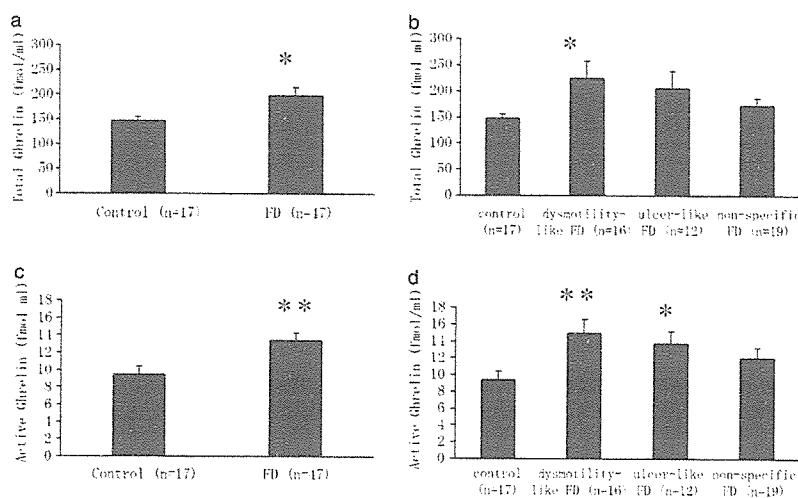 a
Total Ghrelin (fmol/ml)
300
250
200
150
100
50
0
*
Control (n=17)
FD (n=17)
b
Total Ghrelin (fmol/ml)
300
250
200
150
100
50
0
*
control dysmotility- ulcer-like non-specific
(n=17) like FD (n=16) FD (n=12) FD (n=19)
c
Active Ghrelin (fmol ml)
18
16
14
12
10
8
6
4
2
0
**
Control (n=17)
FD (n=17)
d
Active Ghrelin (fmol/ml)
18
16
14
12
10
8
6
4
2
0
**
*
control dysmotility- ulcer-like non-specific
(n=17) like FD (n=16) FD (n=12) FD (n=19)